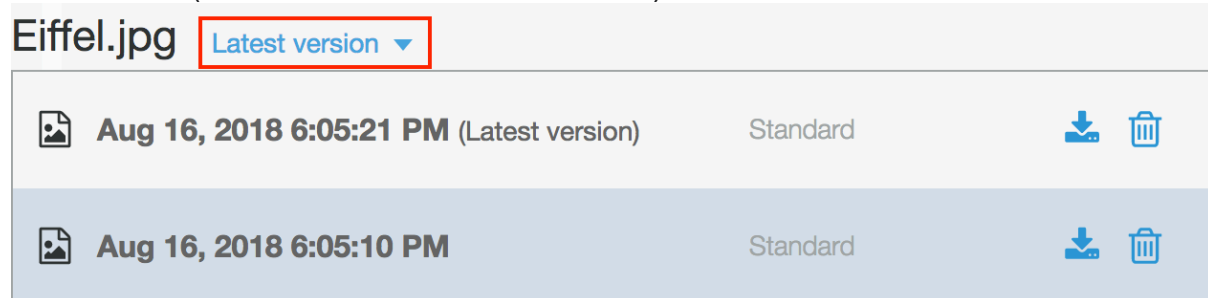 Eiffel.jpg Latest version
Aug 16, 2018 6:05:21 PM (Latest version) Standard
Aug 16, 2018 6:05:10 PM Standard